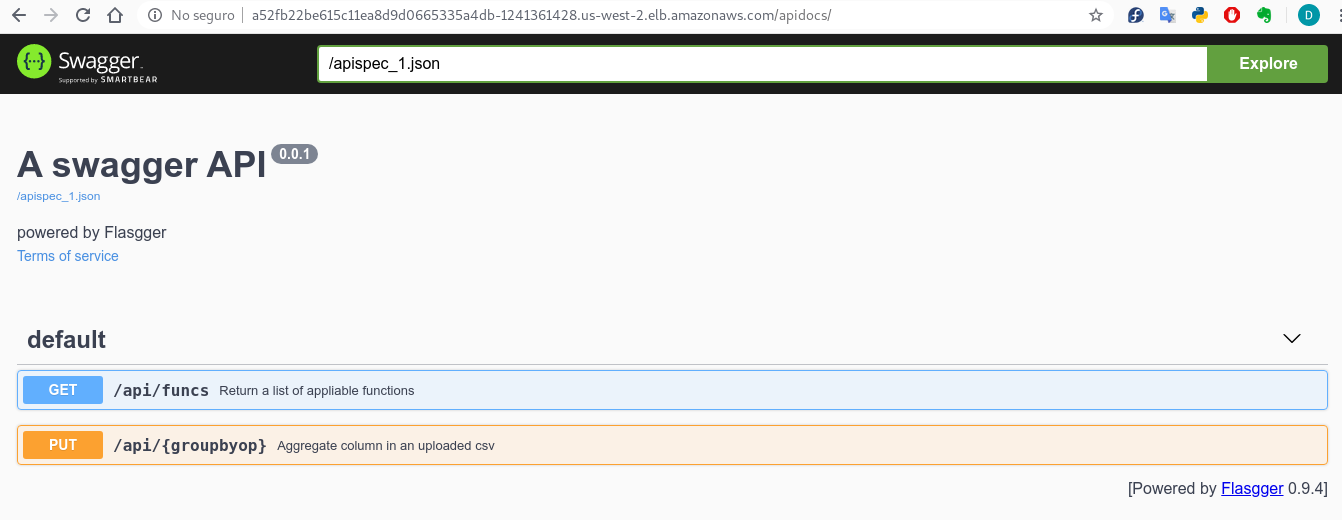 No seguro a52fb22be615c11ea8d9d0665335a4db-1241361428.us-west-2.elb.amazonaws.com/apidocs/ D
{···} Swagger
Supported by SMARTBEAR
/apispec_1.json Explore
A swagger API 0.0.1
/apispec_1.json
powered by Flasgger
Terms of service
default
GET /api/funcs Return a list of appliable functions
PUT /api/{groupbyop} Aggregate column in an uploaded csv
[Powered by Flasgger 0.9.4]